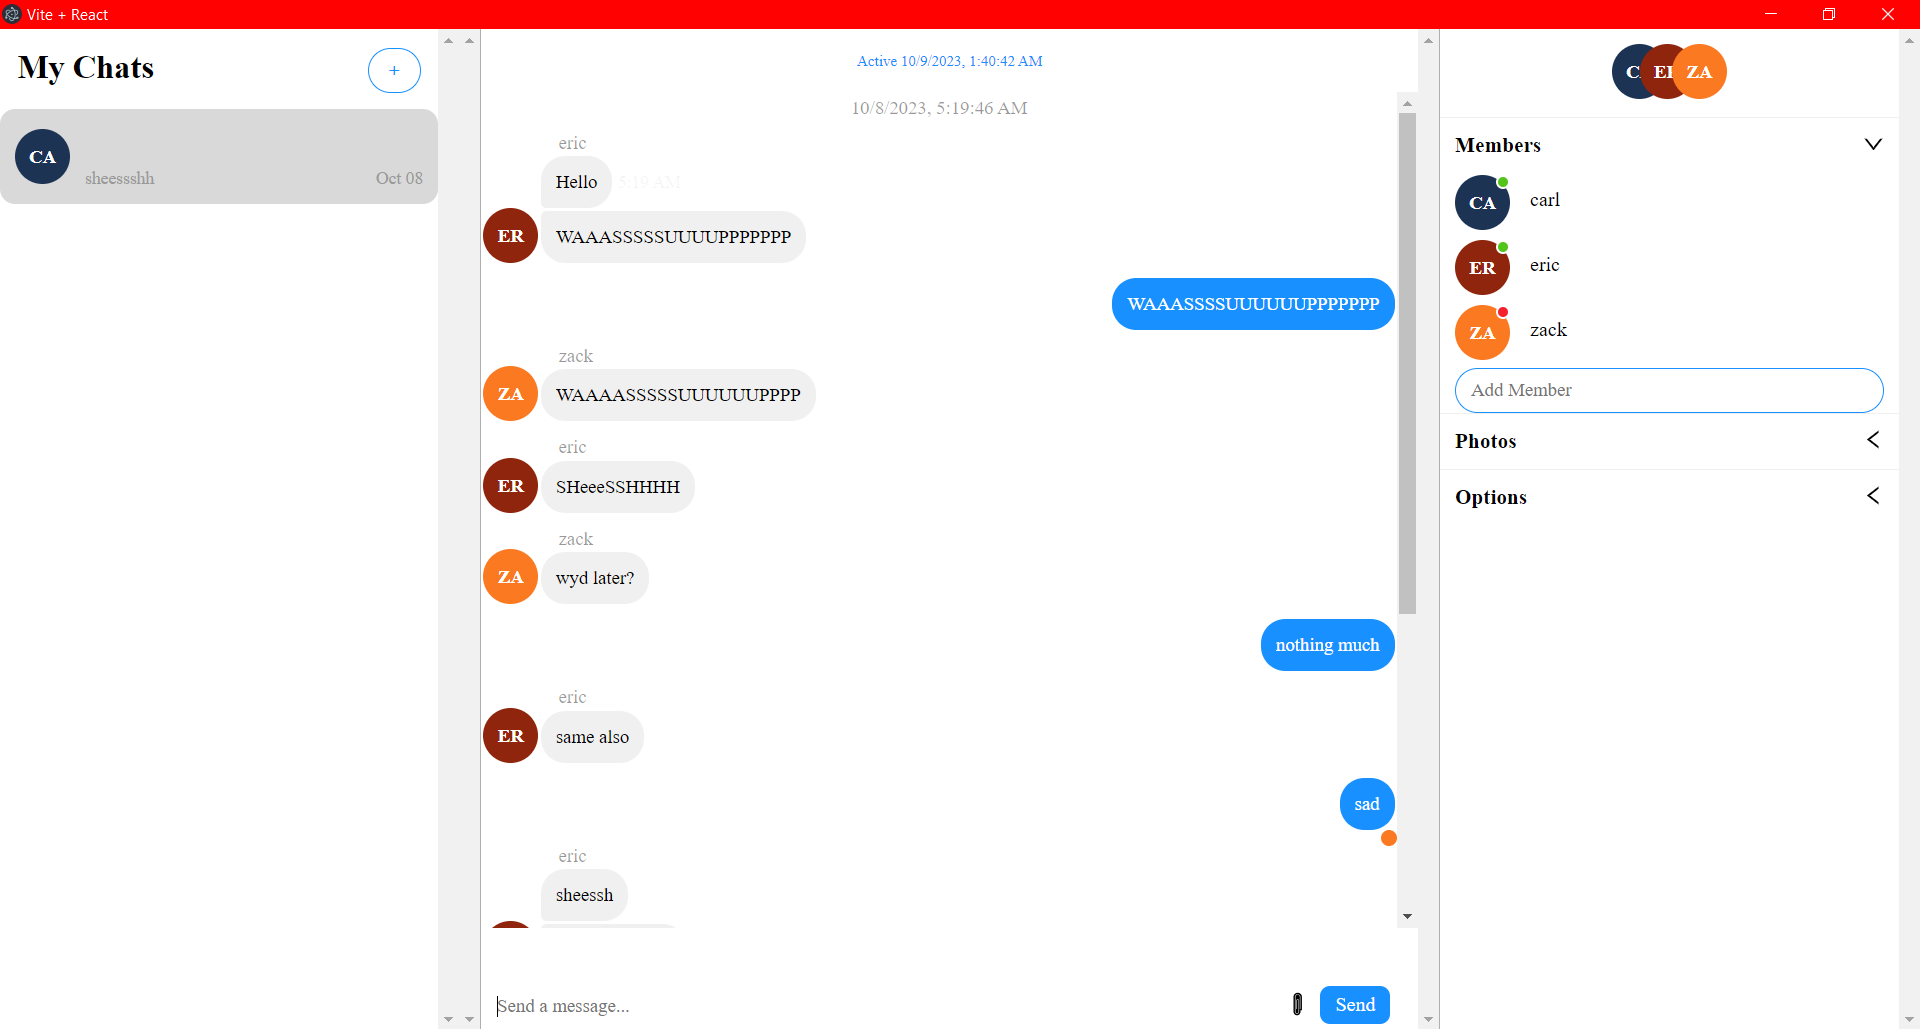 Vite + React
My Chats
+
CA
sheessshh
Oct 08
Active 10/9/2023, 1:40:42 AM
10/8/2023, 5:19:46 AM
eric
Hello
5:19 AM
ER
WAAASSSSSUUUUPPPPPPP
WAAASSSSUUUUUUPPPPPPP
zack
ZA
WAAAASSSSSUUUUUUPPPP
eric
ER
SHeeeSSHHHH
zack
ZA
wyd later?
nothing much
eric
ER
same also
sad
eric
sheessh
Send a message...
Send
C
ZA
Members
CA
carl
ER
eric
ZA
zack
Add Member
Photos
Options